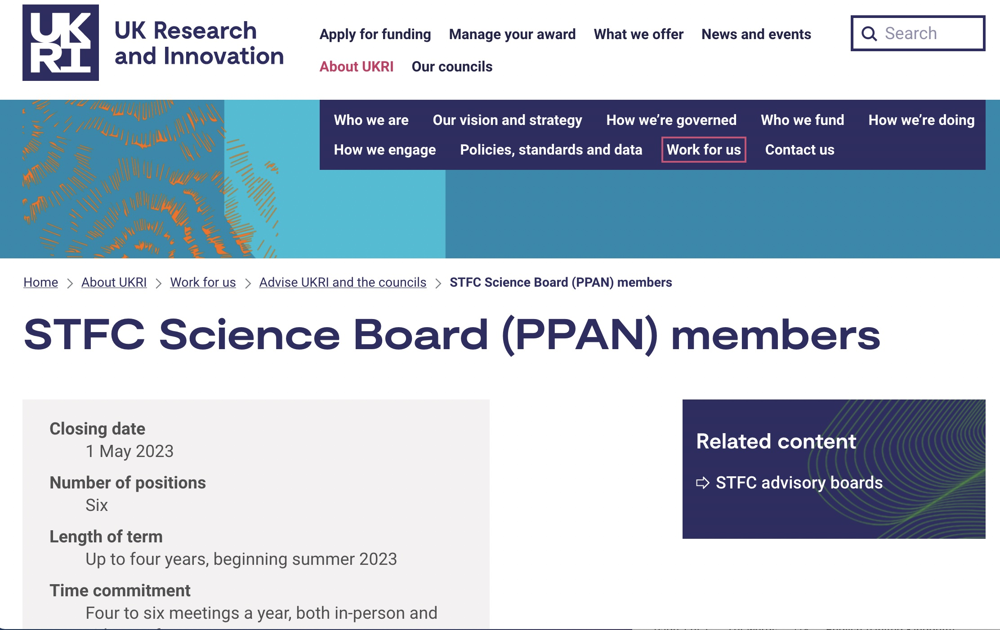 UK
RI
UK Research
and Innovation
Apply for funding
Manage your award
What we offer
News and events
Search
About UKRI
Our councils
Who we are
Our vision and strategy
How we’re governed
Who we fund
How we’re doing
How we engage
Policies, standards and data
Work for us
Contact us
Home
About UKRI
Work for us
Advise UKRI and the councils
STFC Science Board (PPAN) members
STFC Science Board (PPAN) members
Closing date
1 May 2023
Number of positions
Six
Length of term
Up to four years, beginning summer 2023
Time commitment
Four to six meetings a year, both in-person and
Related content
STFC advisory boards